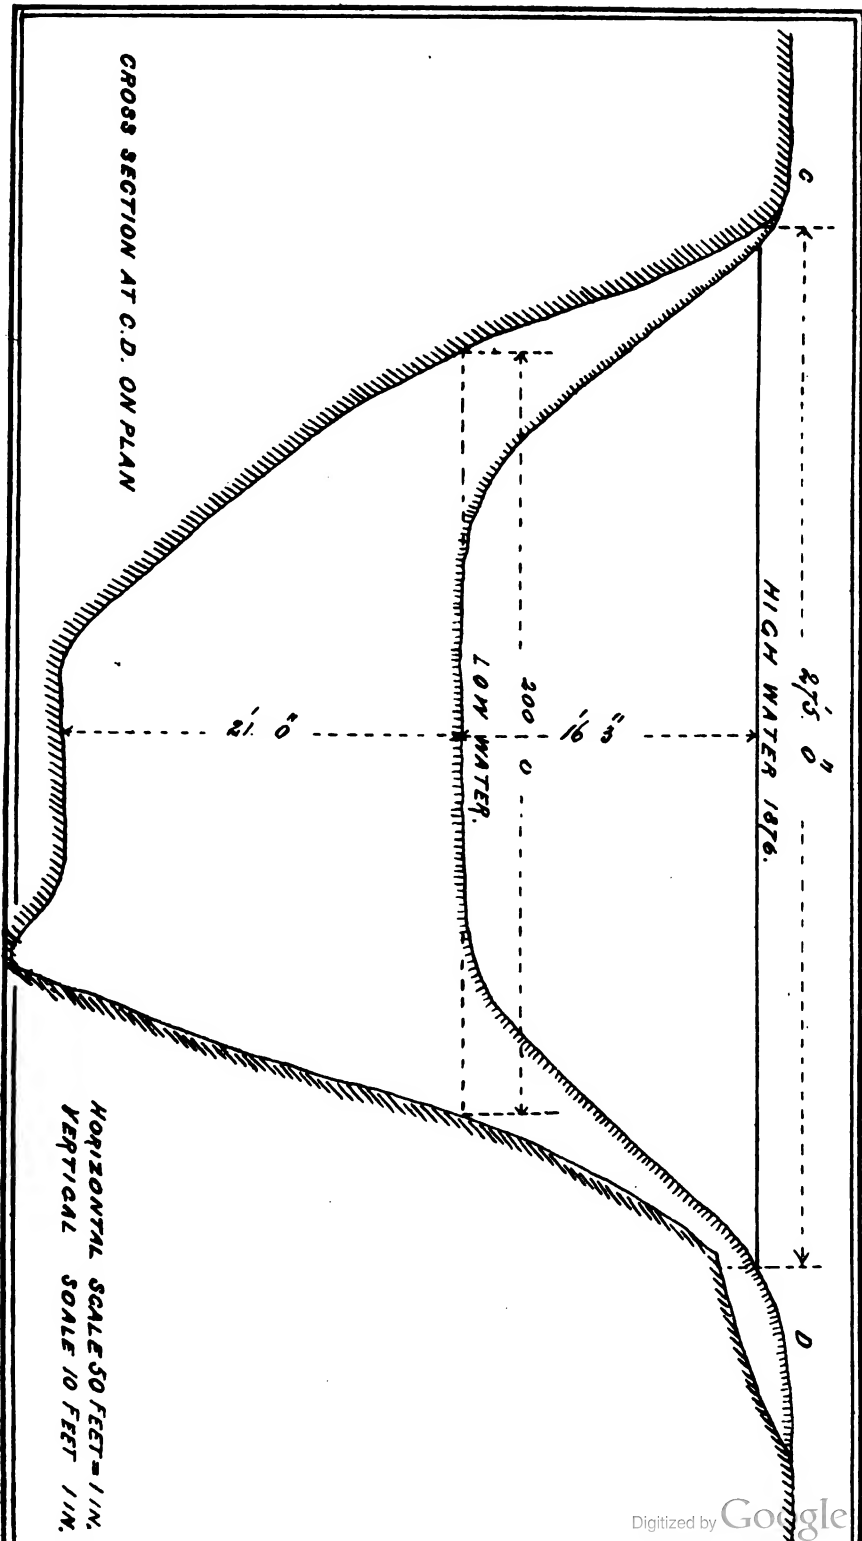 C
D
275'. 0"
HIGH WATER 1876.
16' 3"
200 0
LOW WATER.
21'. 0"
CROSS SECTION AT C.D. ON PLAN
HORIZONTAL SCALE 50 FEET = 1 IN.
VERTICAL SCALE 10 FEET 1 IN.
Digitized by Google